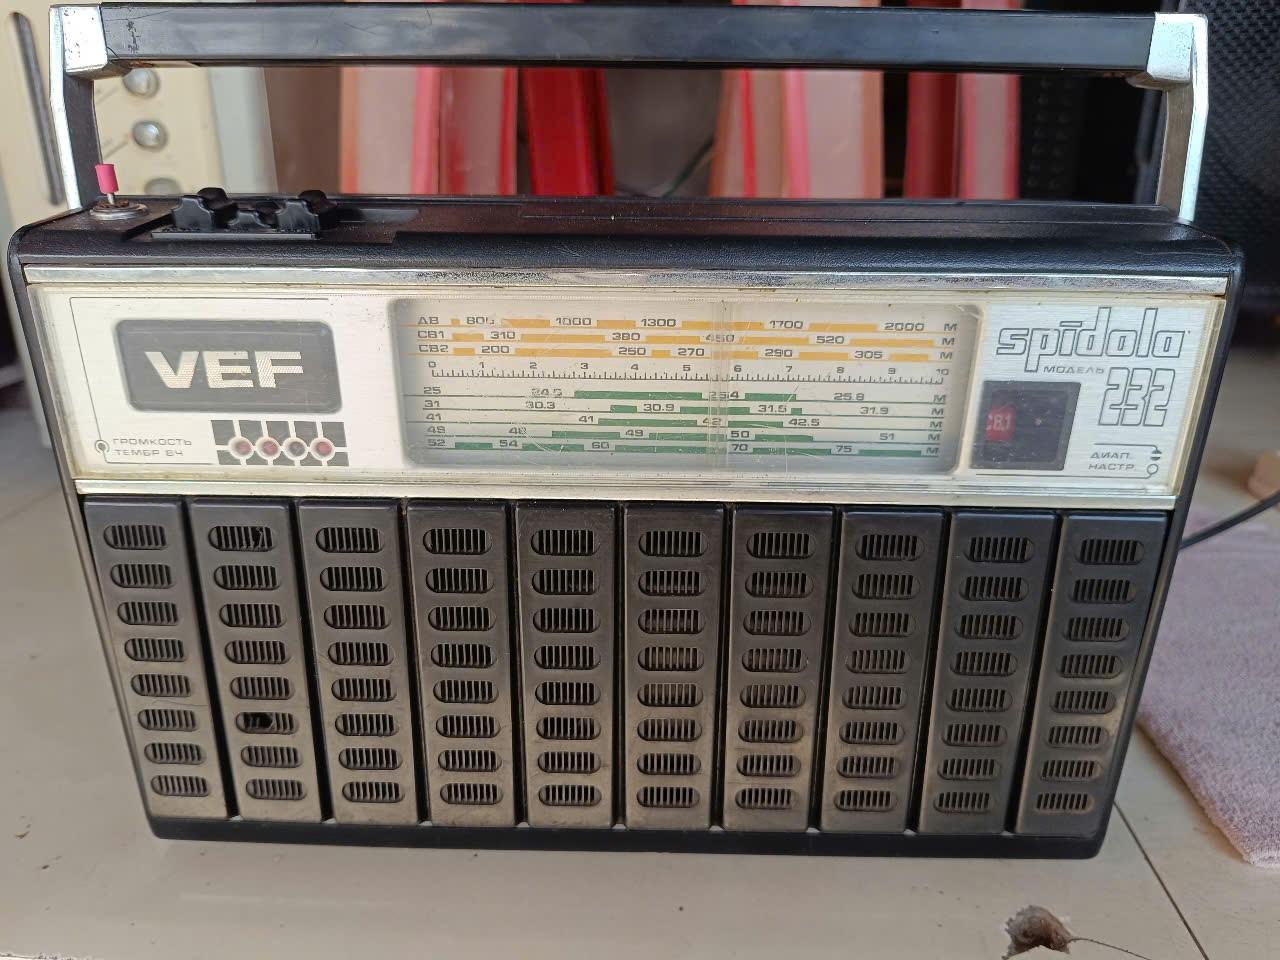 VEF
ГРОМКОСТЬ
ТЕМБР ВЧ
ДВ 800 1000 1300 1700 2000 М
СВ1 310 380 450 520 М
СВ2 200 250 270 290 305 М
0 1 2 3 4 5 6 7 8 9 10
25 24.5 25.4 25.8 М
31 30.3 30.9 31.5 31.9 М
41 41 42 42.5 М
49 48 49 50 51 М
52 54 60 70 75 М
spīdola
МОДЕЛЬ 232
СВ1
ДИАП.
НАСТР.